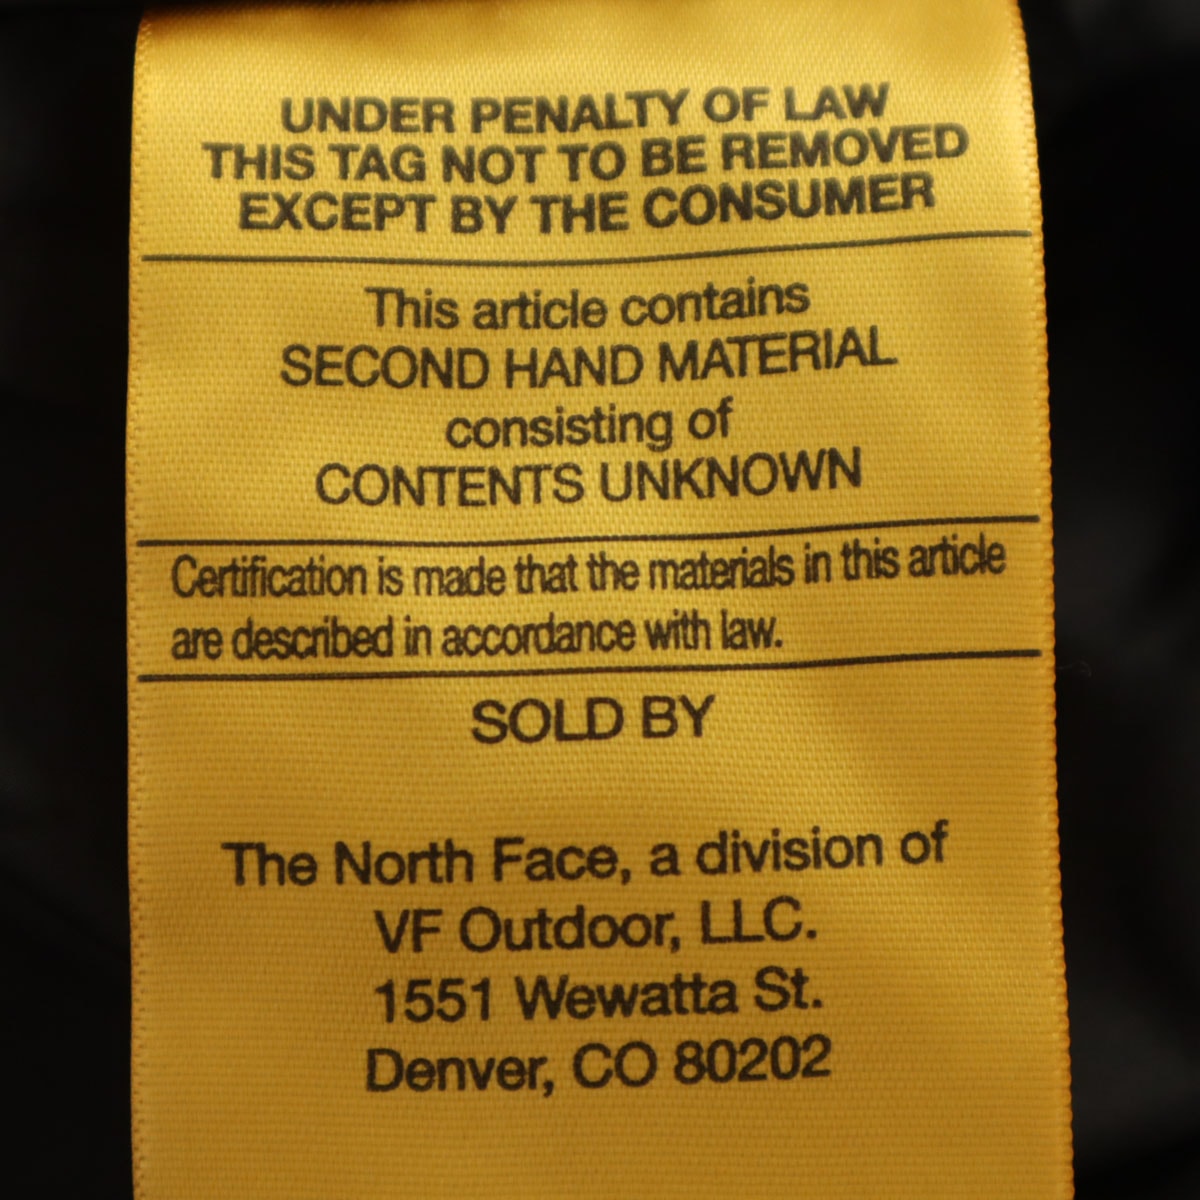 UNDER PENALTY OF LAW
THIS TAG NOT TO BE REMOVED
EXCEPT BY THE CONSUMER
This article contains
SECOND HAND MATERIAL
consisting of
CONTENTS UNKNOWN
Certification is made that the materials in this article
are described in accordance with law.
SOLD BY
The North Face, a division of
VF Outdoor, LLC.
1551 Wewatta St.
Denver, CO 80202